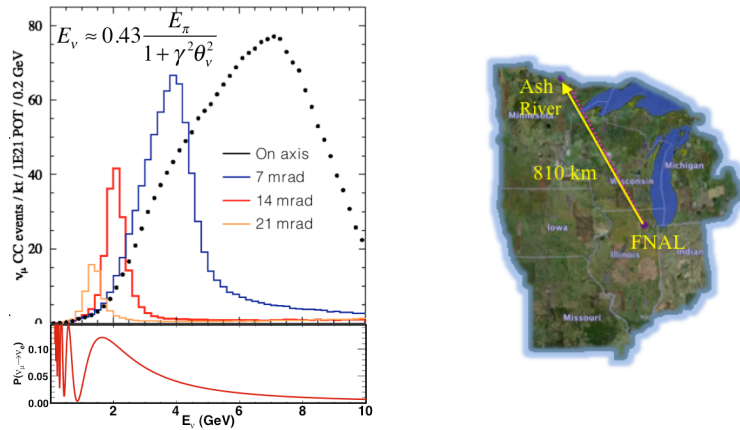 E_ν ≈ 0.43 E_π / (1 + γ²θ_ν²)
ν_μ CC events / kt / 1E21 POT / 0.2 GeV
80
60
40
20
0
On axis
7 mrad
14 mrad
21 mrad
P(ν_μ→ν_e)
0.10
0.05
0.00
2 4 6 8 10
E_ν (GeV)
Ash
River
Minnesota
810 km
Wisconsin
Michigan
Iowa
FNAL
Illinois
Indian
Missouri